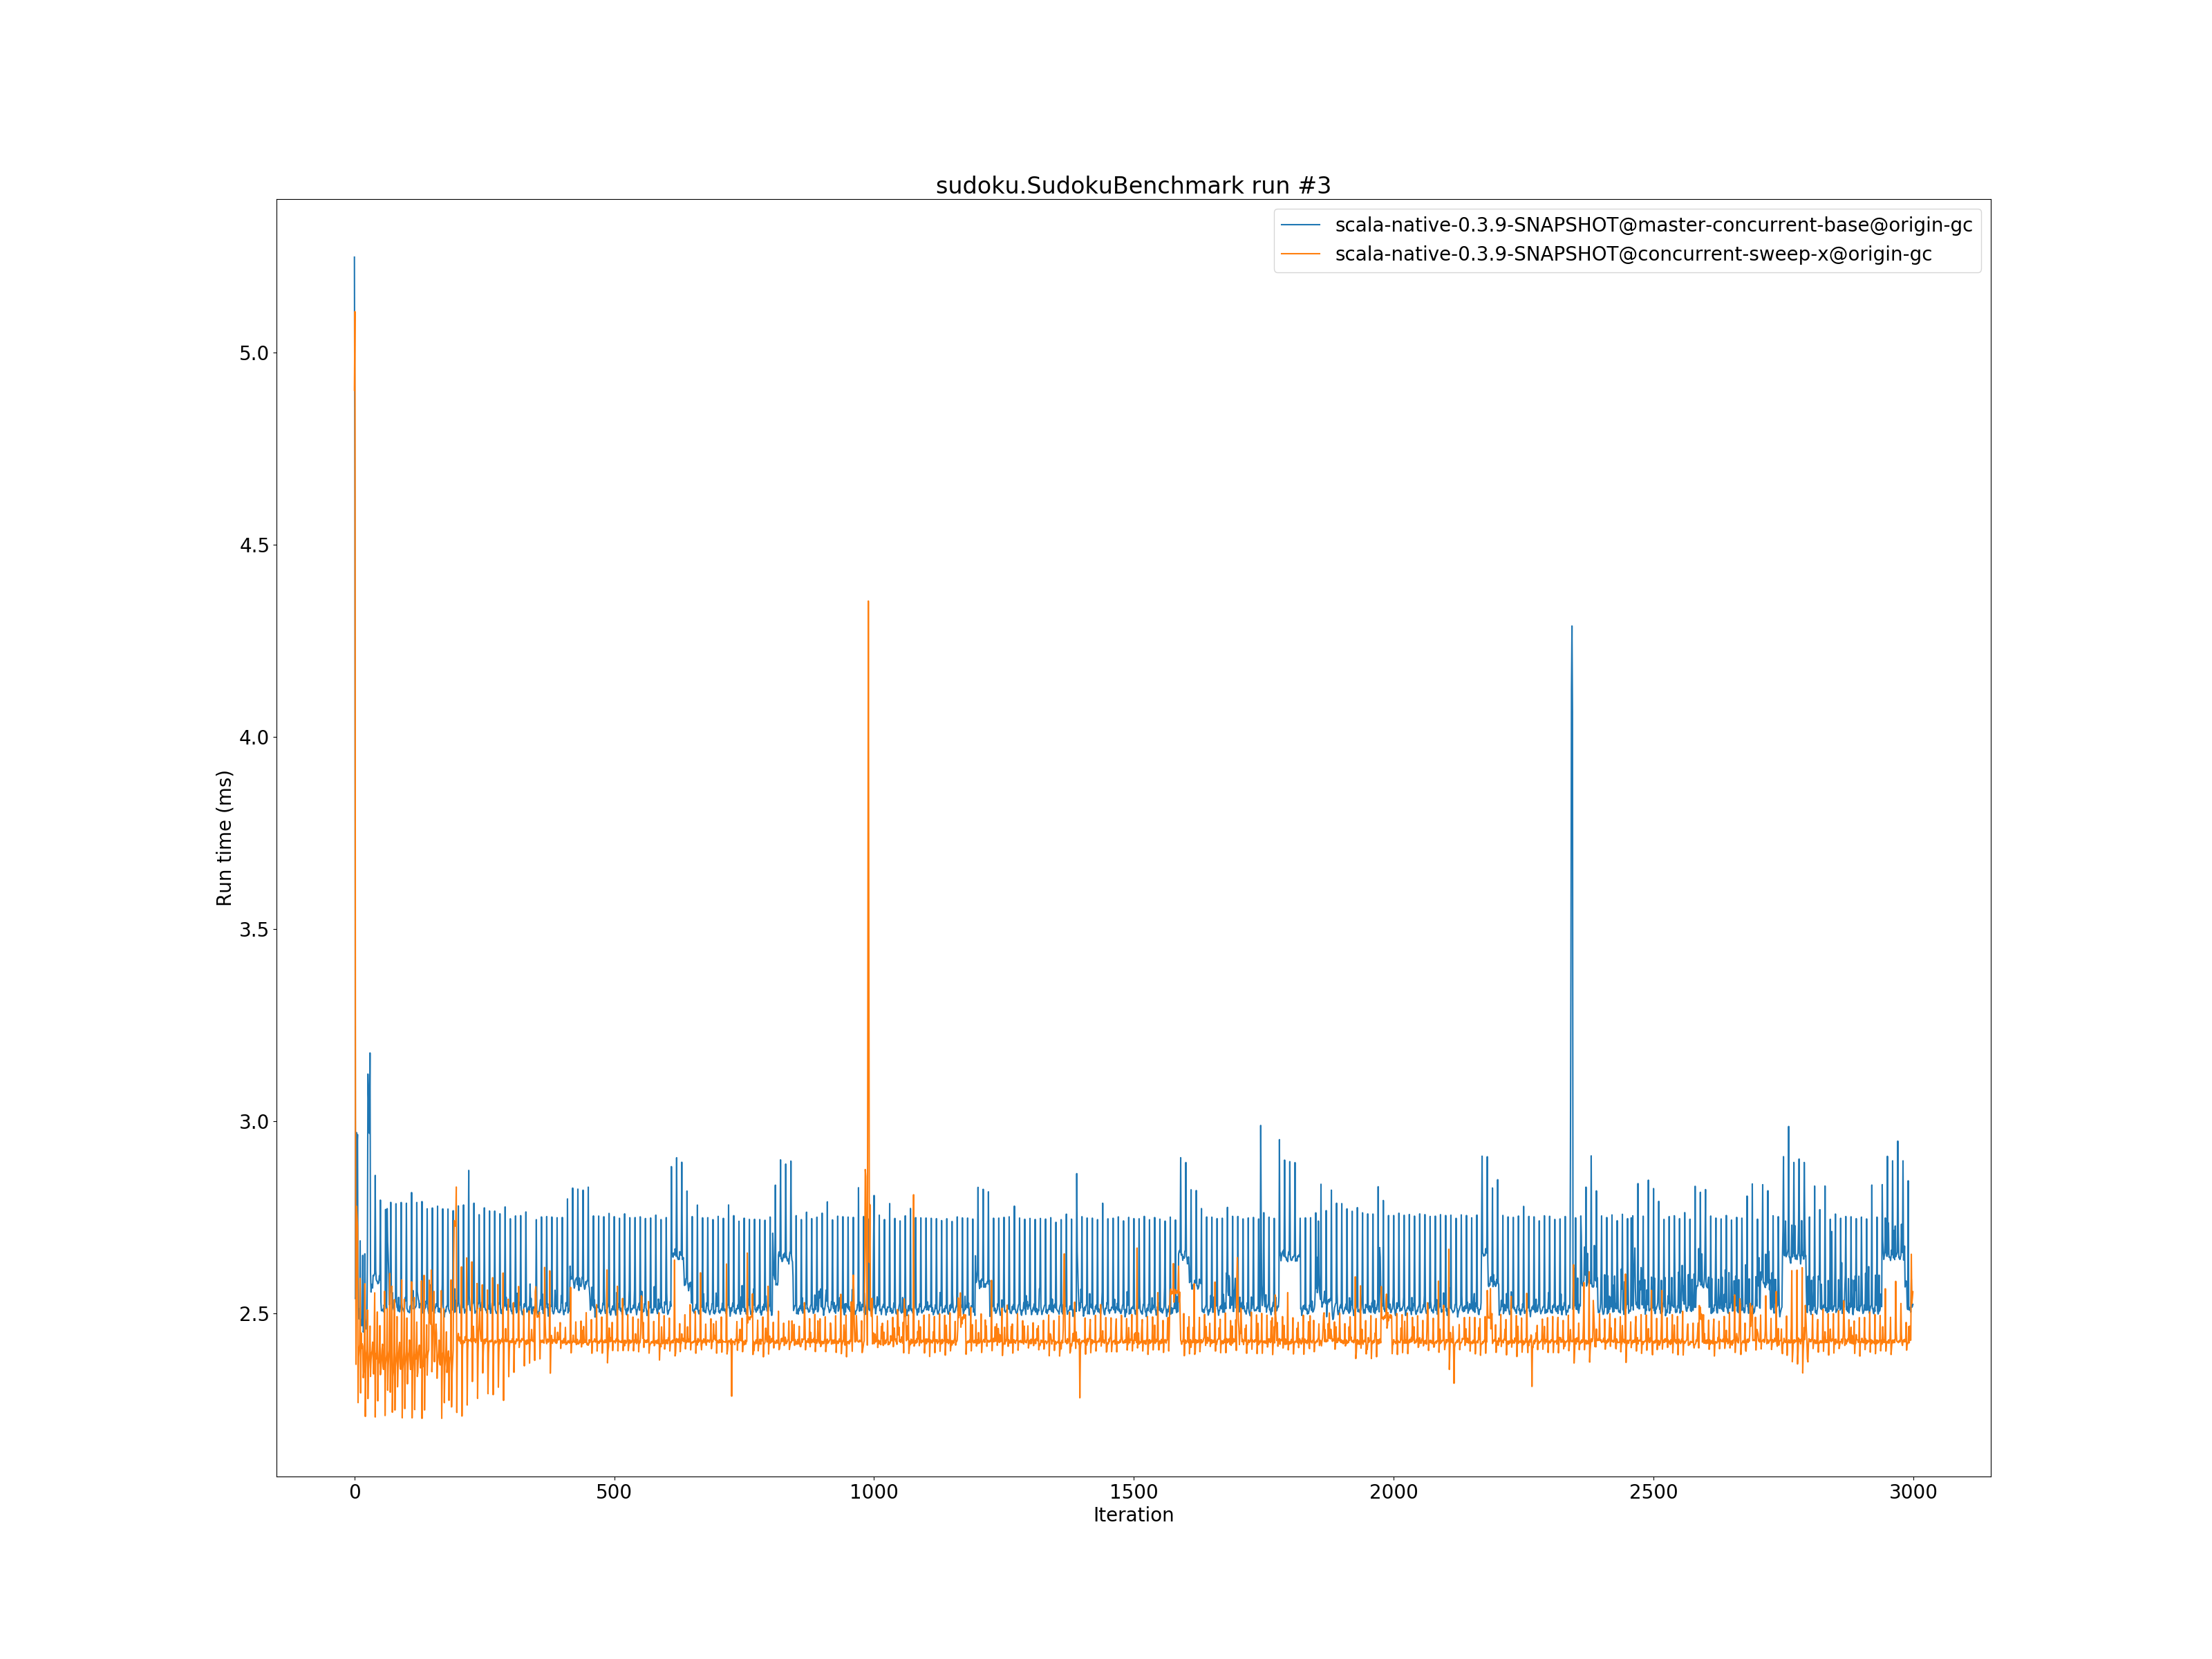 sudoku.SudokuBenchmark run #3
scala-native-0.3.9-SNAPSHOT@master-concurrent-base@origin-gc
scala-native-0.3.9-SNAPSHOT@concurrent-sweep-x@origin-gc
5.0
4.5
4.0
3.5
3.0
2.5
Run time (ms)
0 500 1000 1500 2000 2500 3000
Iteration